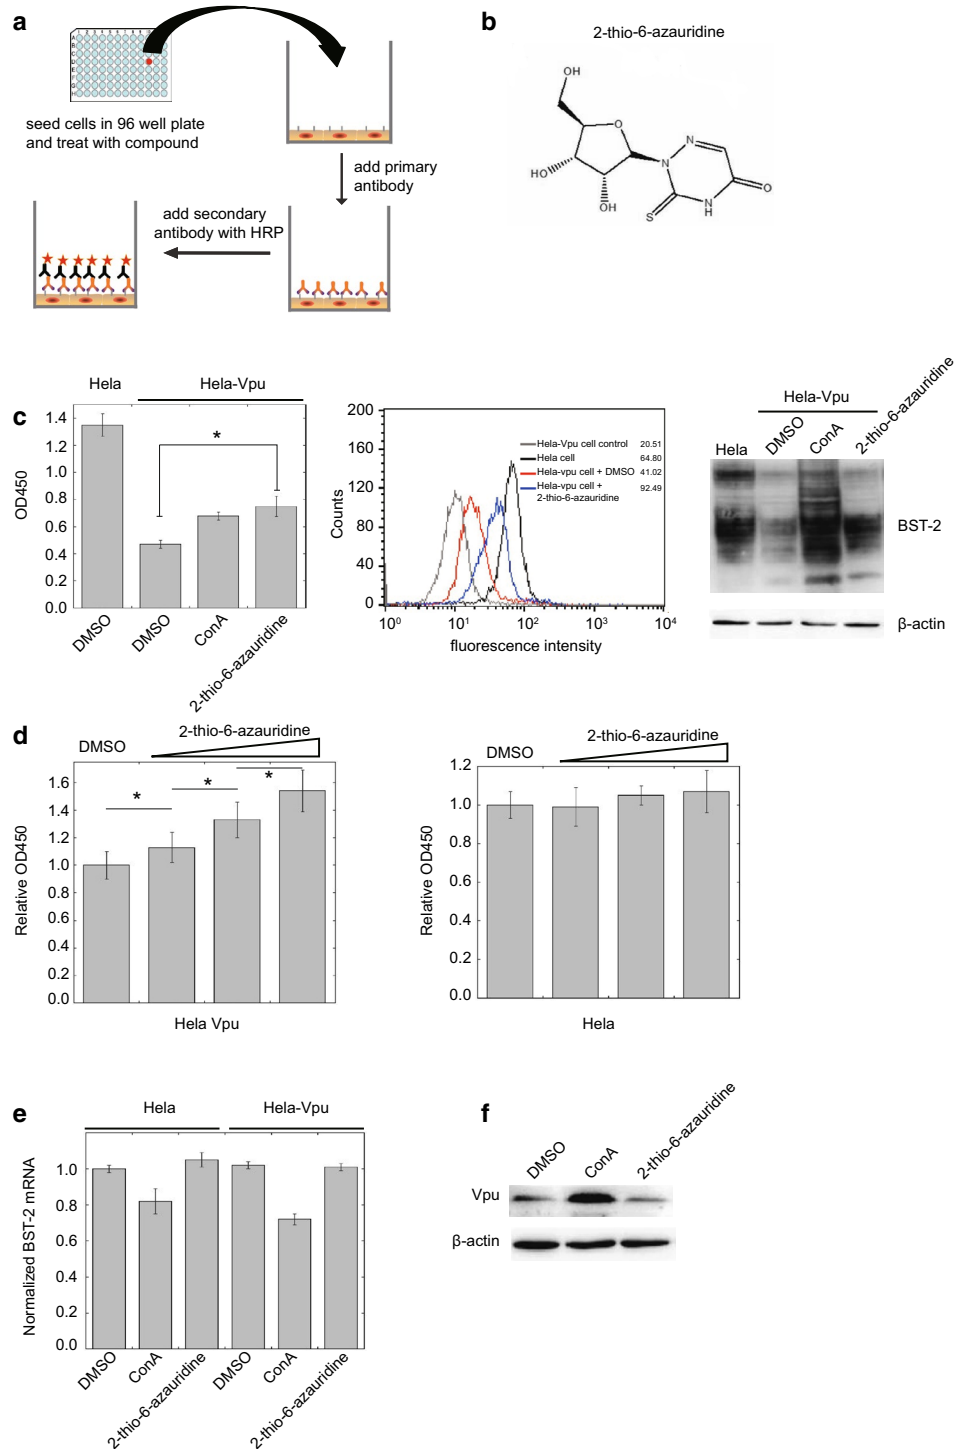 a
A
B
C
D
E
F
G
H
seed cells in 96 well plate
and treat with compound
add primary
antibody
add secondary
antibody with HRP
b
2-thio-6-azauridine
OH
O
HO
OH
N
N
S
N
H
O
c
Hela
Hela-Vpu
OD450
1.4
1.2
1.0
0.8
0.6
0.4
0.2
0.0
*
DMSO
DMSO
ConA
2-thio-6-azauridine
Counts
200
160
120
80
40
0
10⁰
10¹
10²
10³
10⁴
fluorescence intensity
Hela-Vpu cell control 20.51
Hela cell 64.80
Hela-vpu cell + DMSO 41.02
Hela-vpu cell + 92.49
2-thio-6-azauridine
Hela-Vpu
Hela
DMSO
ConA
2-thio-6-azauridine
BST-2
β-actin
d
DMSO
2-thio-6-azauridine
Relative OD450
1.6
1.4
1.2
1.0
0.8
0.6
0.4
0.2
0.0
*
*
*
Hela Vpu
DMSO
2-thio-6-azauridine
Relative OD450
1.2
1.0
0.8
0.6
0.4
0.2
0.0
Hela
e
Hela
Hela-Vpu
Normalized BST-2 mRNA
1.0
0.8
0.6
0.4
0.2
0.0
DMSO
ConA
2-thio-6-azauridine
DMSO
ConA
2-thio-6-azauridine
f
DMSO
ConA
2-thio-6-azauridine
Vpu
β-actin